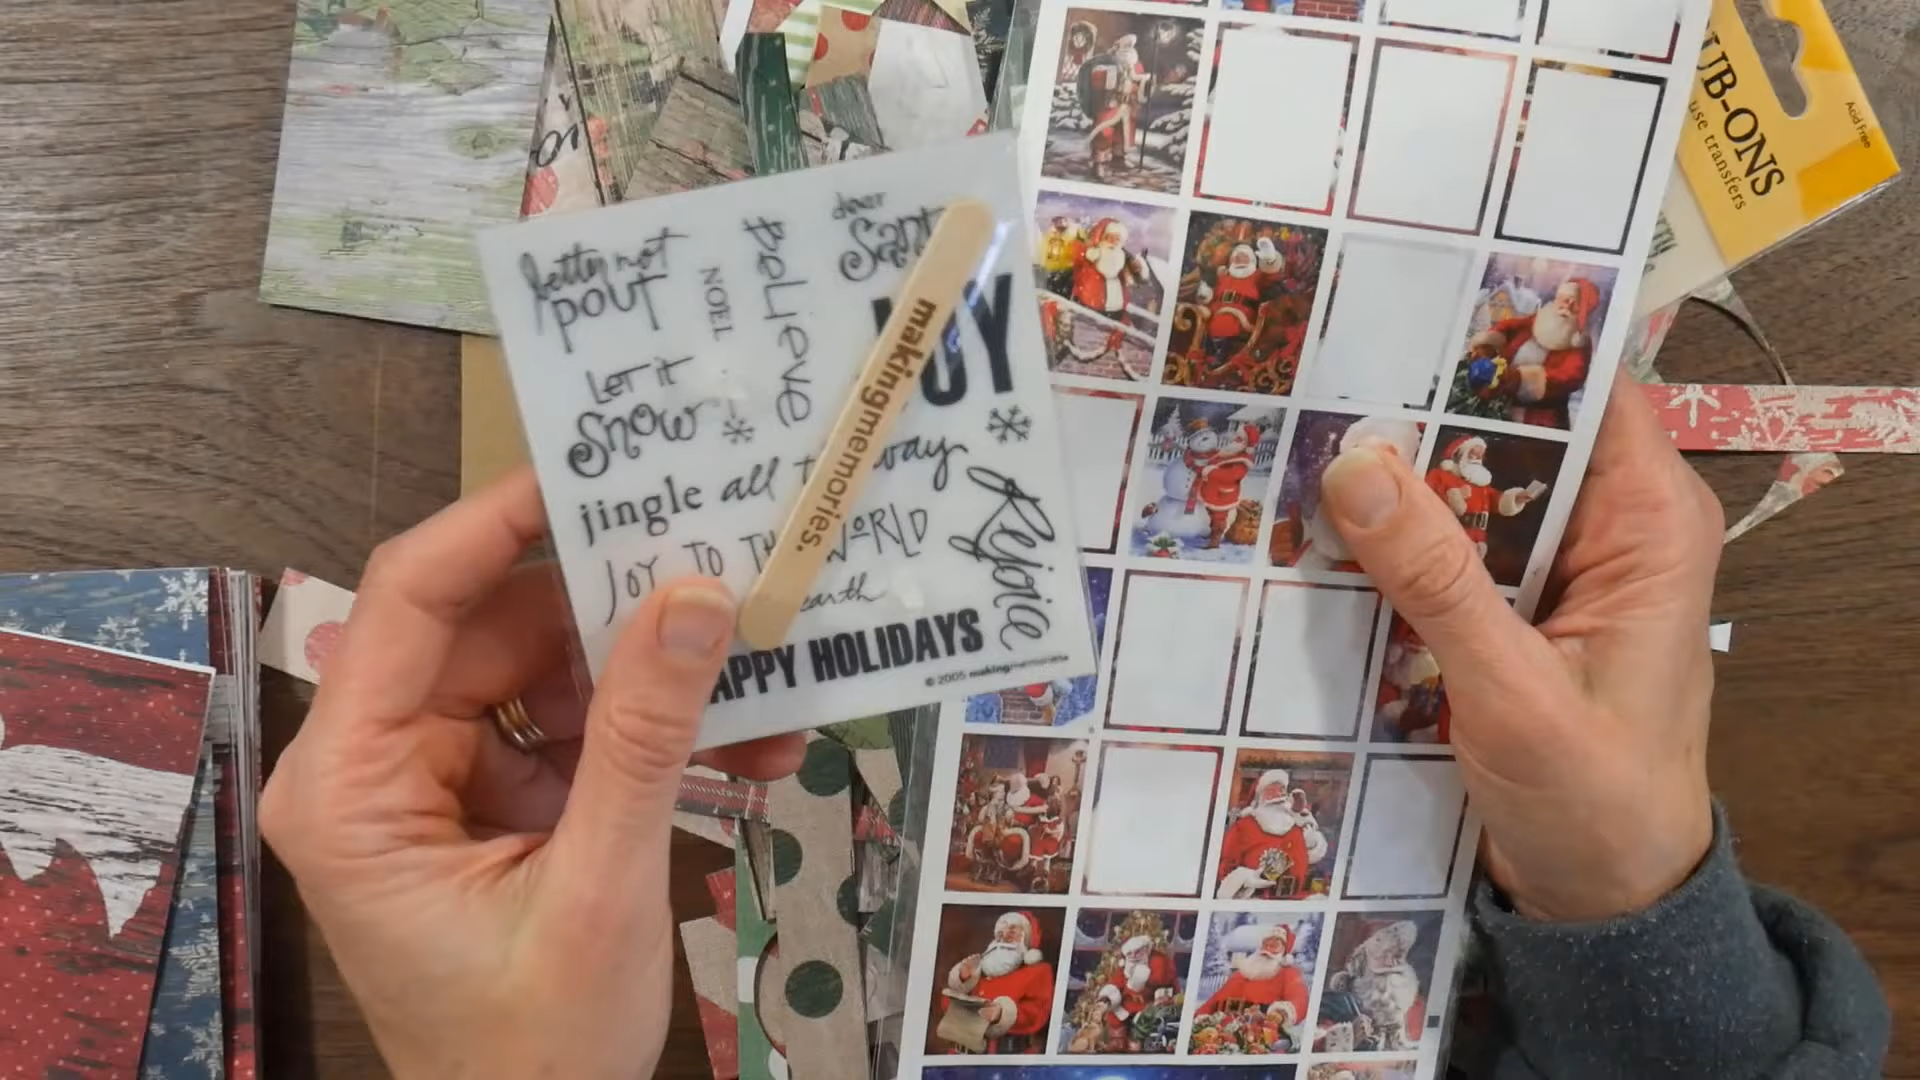 better not
pout
NOEL
believe
dear
Santa
JOY
LET it
Snow
jingle all the way
JOY TO THE WORLD
earth
Rejoice
HAPPY HOLIDAYS
© 2005 makingmemories
makingmemories.
RUB-ONS
use transfers
Acid Free